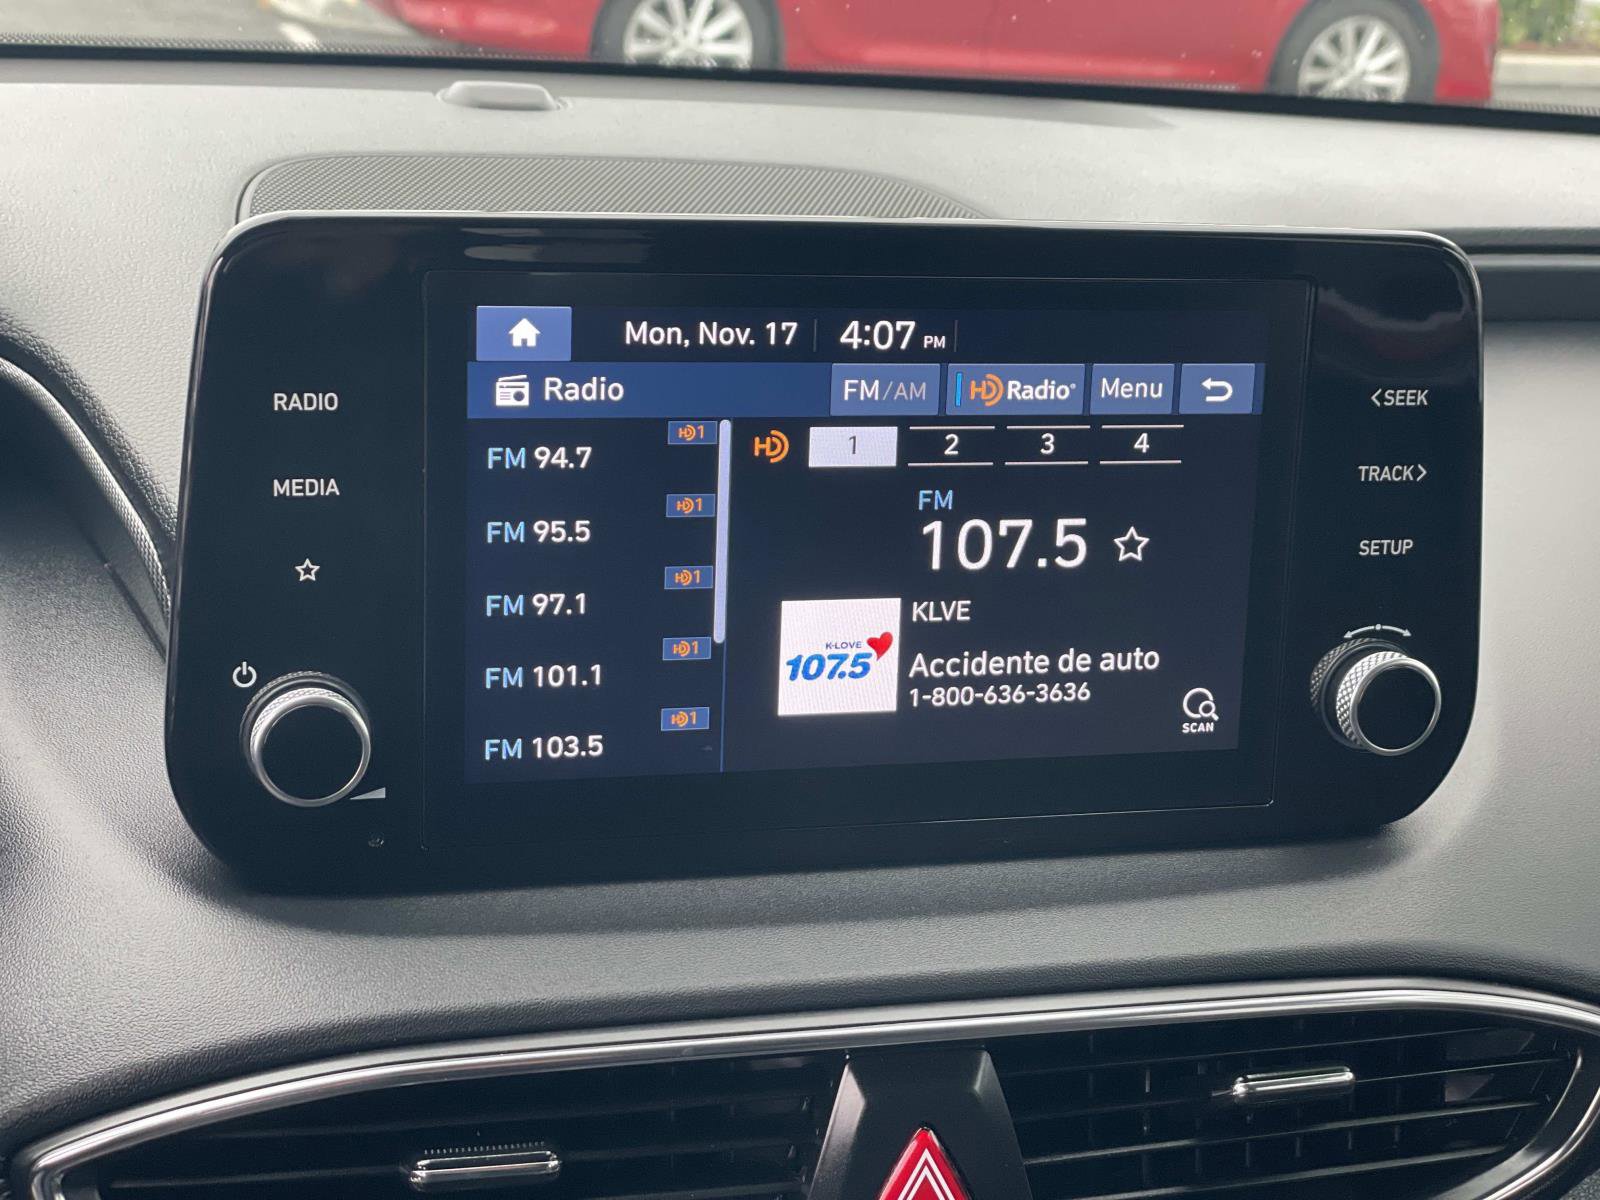 Mon, Nov. 17 4:07 PM
Radio FM/AM HD Radio® Menu
RADIO
MEDIA
FM 94.7 HD1
FM 95.5 HD1
FM 97.1 HD1
FM 101.1 HD1
FM 103.5 HD1
HD 1 2 3 4
FM
107.5
K-LOVE
107.5
KLVE
Accidente de auto
1-800-636-3636
SCAN
<SEEK
TRACK>
SETUP